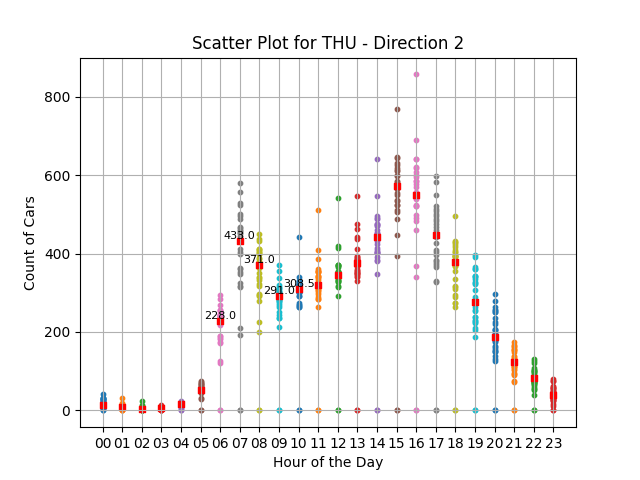 Scatter Plot for THU - Direction 2
Count of Cars
800
600
400
200
0
433.0
371.0
308.5
291.0
228.0
00 01 02 03 04 05 06 07 08 09 10 11 12 13 14 15 16 17 18 19 20 21 22 23
Hour of the Day